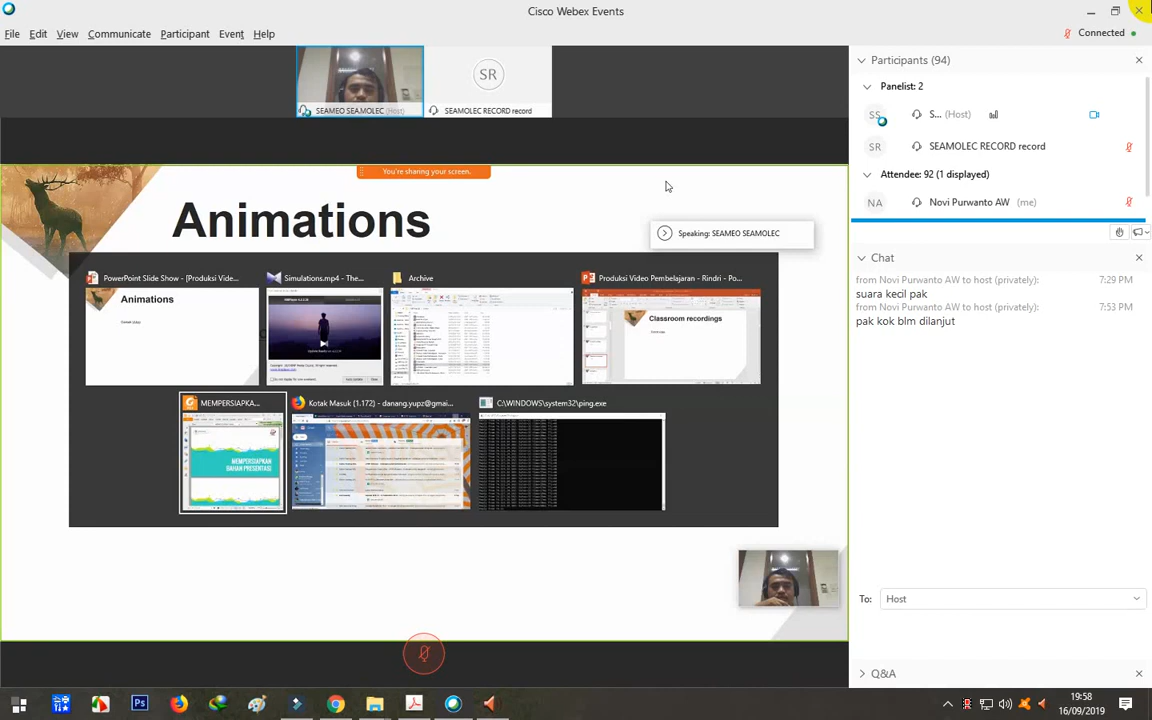 Cisco Webex Events
File Edit View Communicate Participant Event Help
Connected
SEAMEO SEAMOLEC (Host)
SR
SEAMOLEC RECORD record
You're sharing your screen.
Animations
Speaking: SEAMEO SEAMOLEC
PowerPoint Slide Show - [Produksi Vide...
Simulations.mp4 - The...
Archive
Produksi Video Pembelajaran - Rindri - Po...
Animations
Classroom recordings
MEMPERSIAPKA...
Kotak Masuk (1.172) - danang.yupz@gmai...
C:\WINDOWS\system32\ping.exe
MEMPERSIAPKAN
BAHAN PRESENTASI
Participants (94)
Panelist: 2
SS
S... (Host)
SR
SEAMOLEC RECORD record
Attendee: 92 (1 displayed)
NA
Novi Purwanto AW (me)
Chat
from Novi Purwanto AW to host (privately): 7:29 PM
suara kecil pak
from Novi Purwanto AW to host (privately): 7:53 PM
pak kok blm dilanjut
To: Host
Q&A
Ps
19:58
16/09/2019